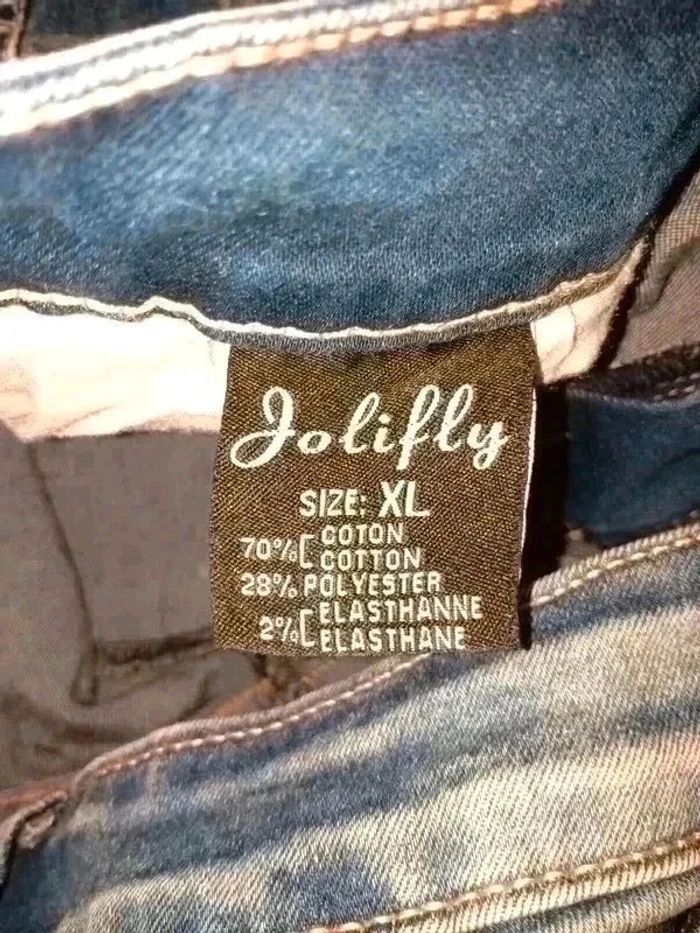 Jolifly
SIZE: XL
70% [ COTON
COTTON
28% POLYESTER
2% [ ELASTHANNE
ELASTHANE